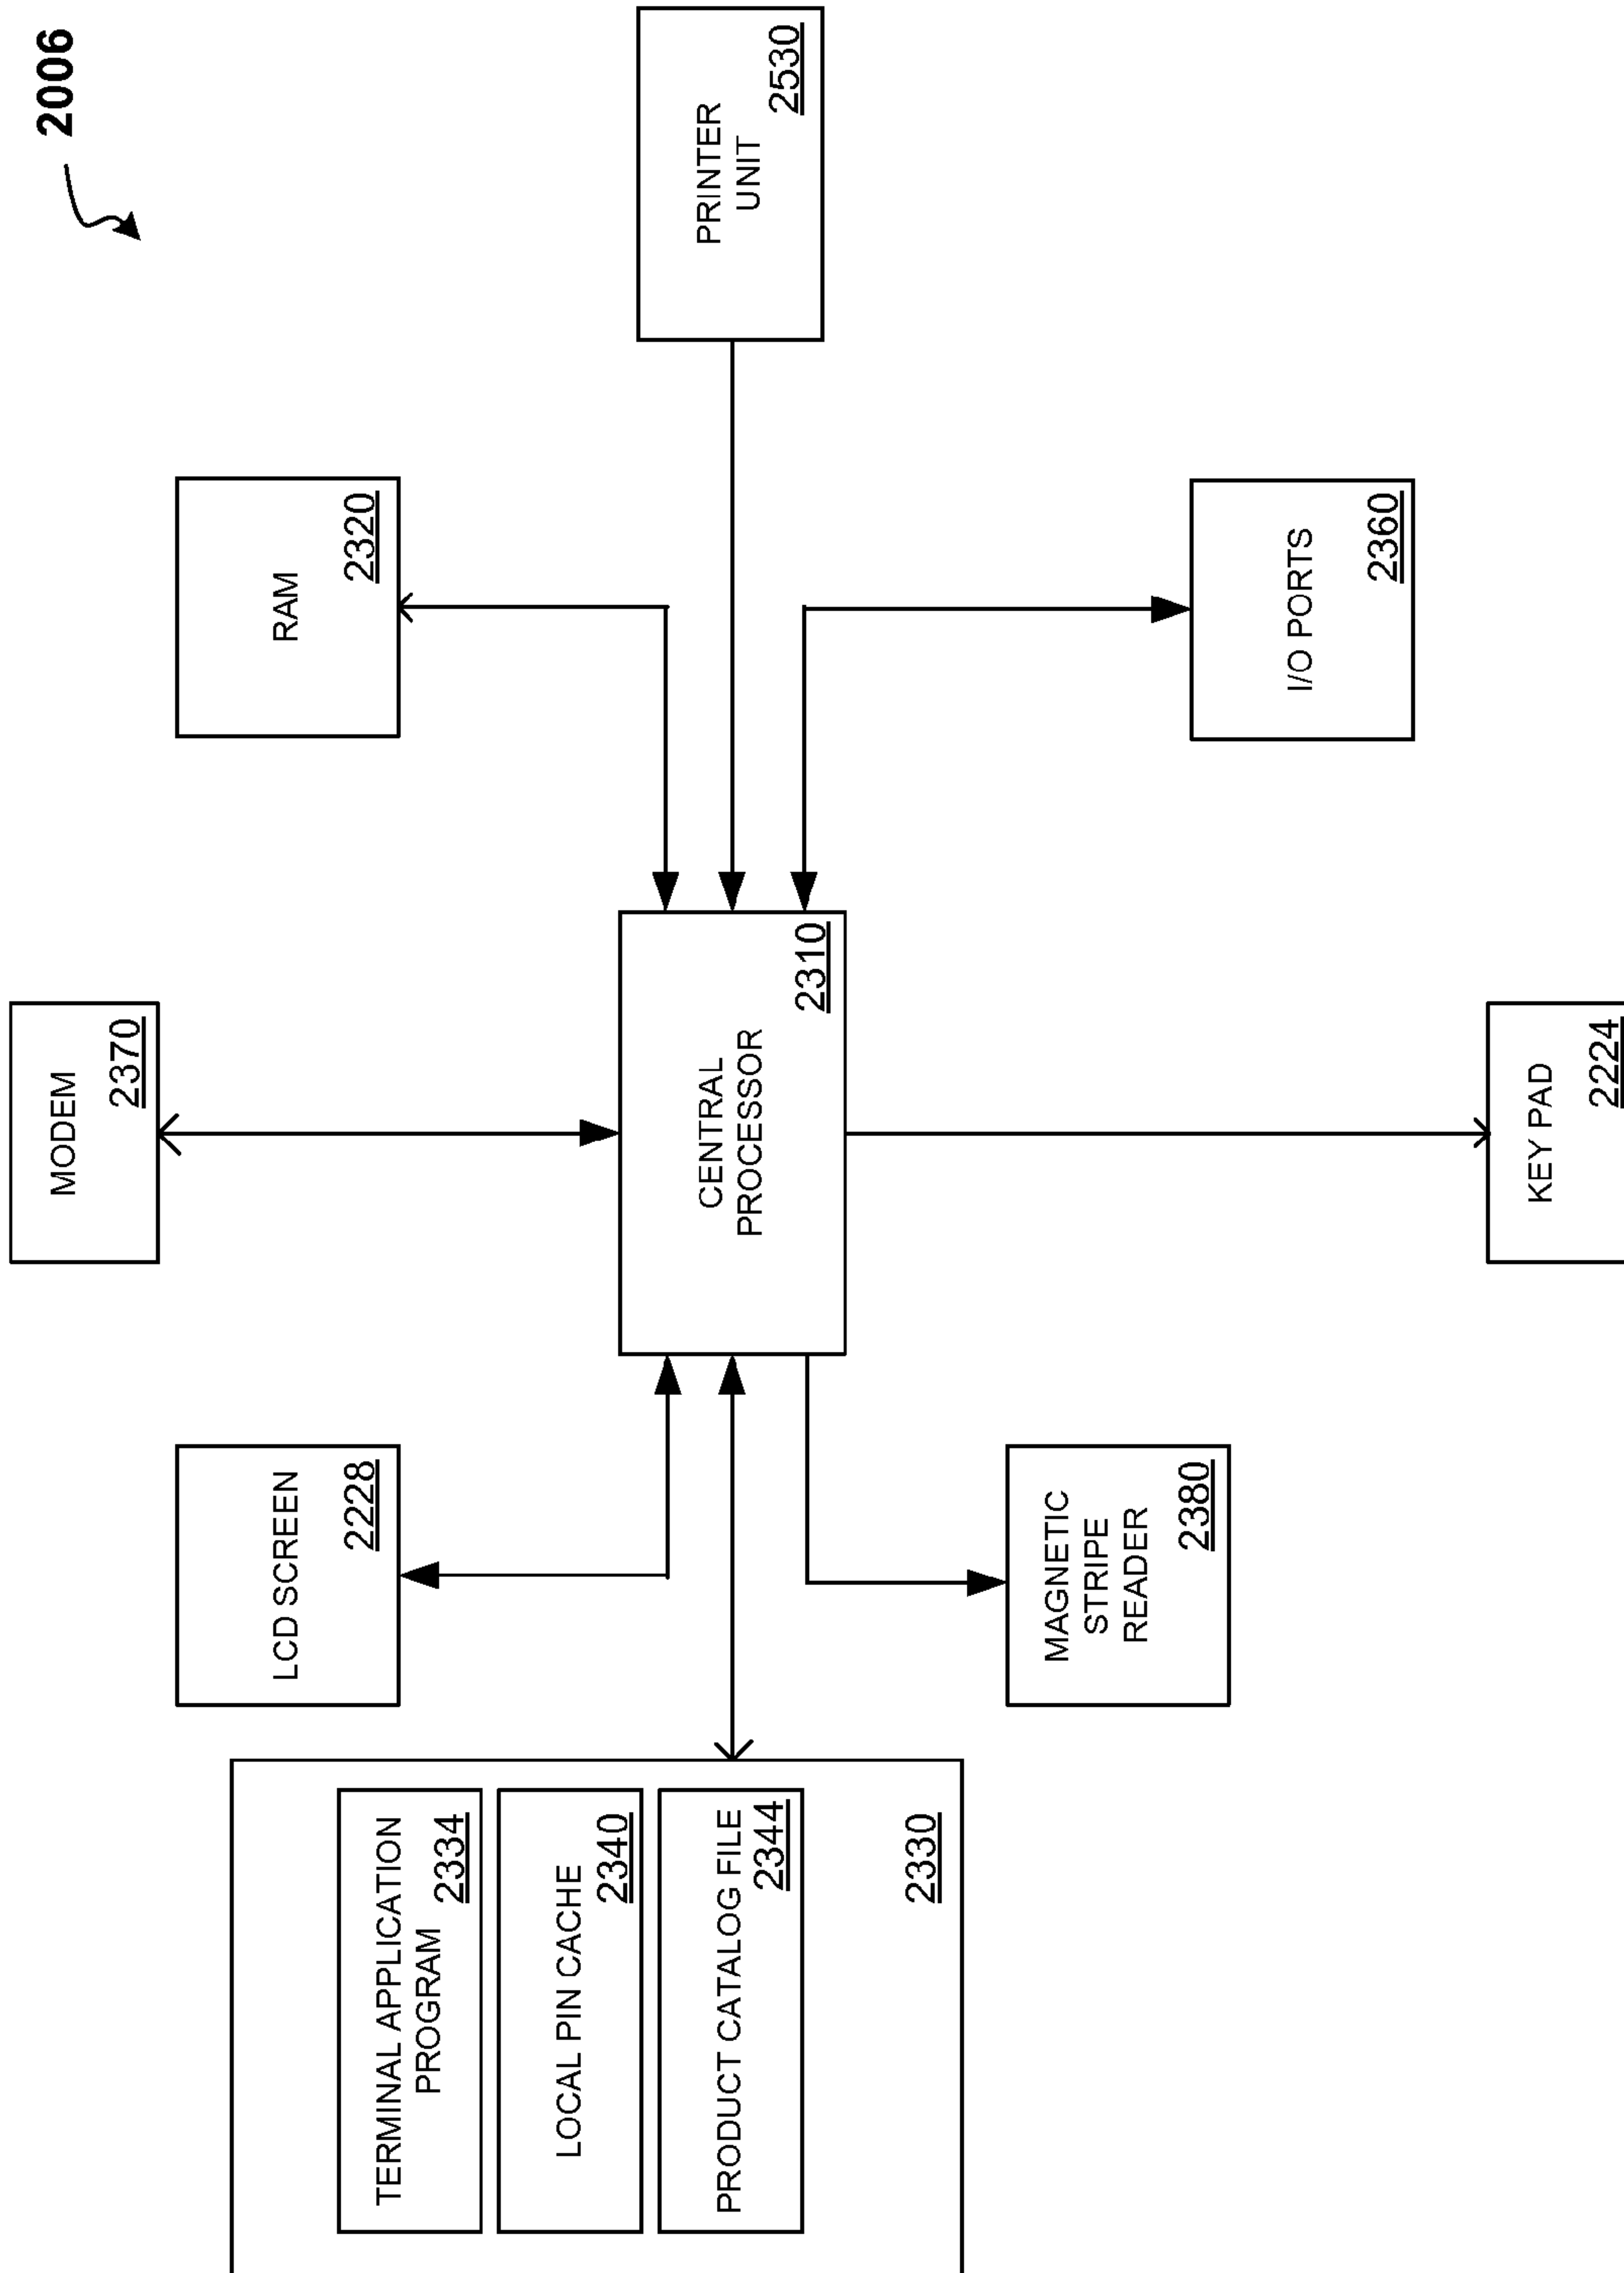 2006
MODEM
2370
LCD SCREEN
2228
RAM
2320
TERMINAL APPLICATION
PROGRAM
2334
LOCAL PIN CACHE
2340
PRODUCT CATALOG FILE
2344
2330
CENTRAL
PROCESSOR
2310
PRINTER
UNIT
2530
MAGNETIC
STRIPE
READER
2380
I/O PORTS
2360
KEY PAD
2224